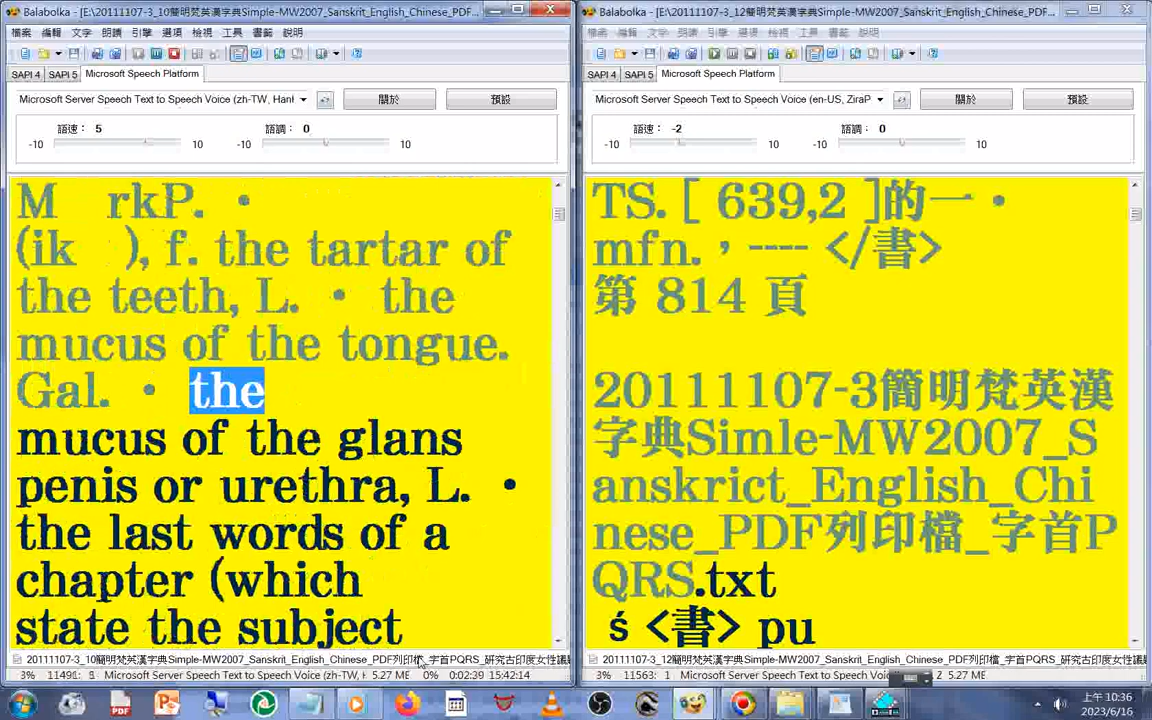 Balabolka - [E:\20111107-3_10簡明梵英漢字典Simple-MW2007_Sanskrit_English_Chinese_PDF...
檔案 編輯 文字 朗讀 引擎 選項 檢視 工具 書籤 說明
SAPI 4 SAPI 5 Microsoft Speech Platform
Microsoft Server Speech Text to Speech Voice (zh-TW, Hanl
關於 預設
語速： 5 語調： 0
-10 10 -10 10
M rkP. •
(ik ), f. the tartar of
the teeth, L. • the
mucus of the tongue.
Gal. • the
mucus of the glans
penis or urethra, L. •
the last words of a
chapter (which
state the subject
20111107-3_10簡明梵英漢字典Simple-MW2007_Sanskrit_English_Chinese_PDF列印檔_字首PQRS_研究古印度女性議
3% 11491 5.27 MB 0% 0:02:39 15:42:14
Microsoft Server Speech Text to Speech Voice (zh-TW, H
Balabolka - [E:\20111107-3_12簡明梵英漢字典Simple-MW2007_Sanskrit_English_Chinese_PDF...
檔案 編輯 文字 朗讀 引擎 選項 檢視 工具 書籤 說明
SAPI 4 SAPI 5 Microsoft Speech Platform
Microsoft Server Speech Text to Speech Voice (en-US, ZiraP
關於 預設
語速： -2 語調： 0
-10 10 -10 10
TS. [ 639,2 ]的一 •
mfn.，---- </書>
第 814 頁
20111107-3簡明梵英漢
字典Simle-MW2007_S
anskrict_English_Chi
nese_PDF列印檔_字首P
QRS.txt
ś <書> pu
20111107-3_12簡明梵英漢字典Simple-MW2007_Sanskrit_English_Chinese_PDF列印檔_字首PQRS_研究古印度女性議
3% 11563 Microsoft Server Speech Text to Speech Voice 5.27 MB
上午 10:36
2023/6/16